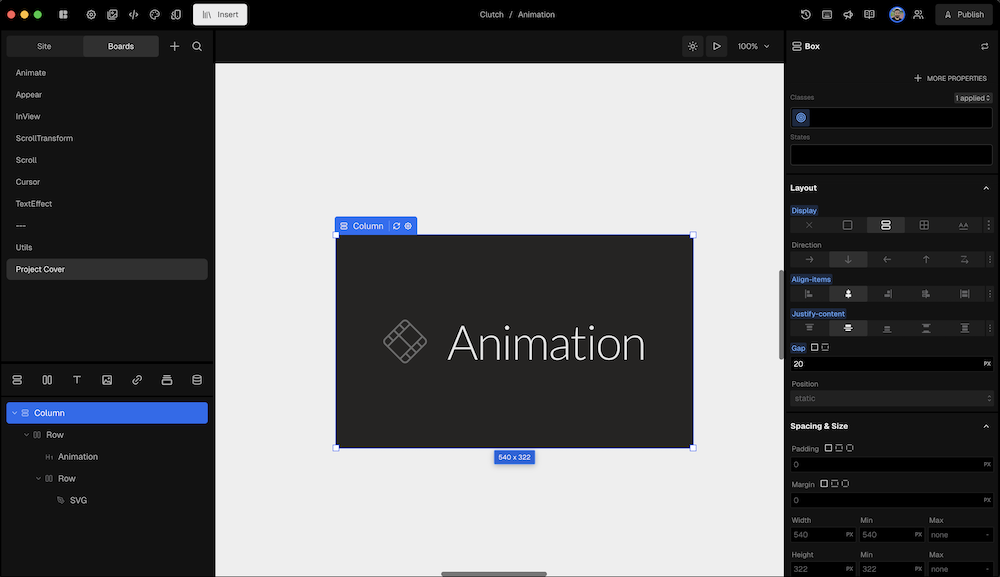 Insert
Clutch / Animation
Publish
Site
Boards
Animate
Appear
InView
ScrollTransform
Scroll
Cursor
TextEffect
---
Utils
Project Cover
Column
Row
H1 Animation
Row
SVG
100%
Column
Animation
540 x 322
Box
MORE PROPERTIES
Classes
1 applied
States
Layout
Display
AA
Direction
Align-items
Justify-content
Gap
20 PX
Position
static
Spacing & Size
Padding
0 PX
Margin
0 PX
Width Min Max
540 PX 540 PX none -
Height Min Max
322 PX 322 PX none -